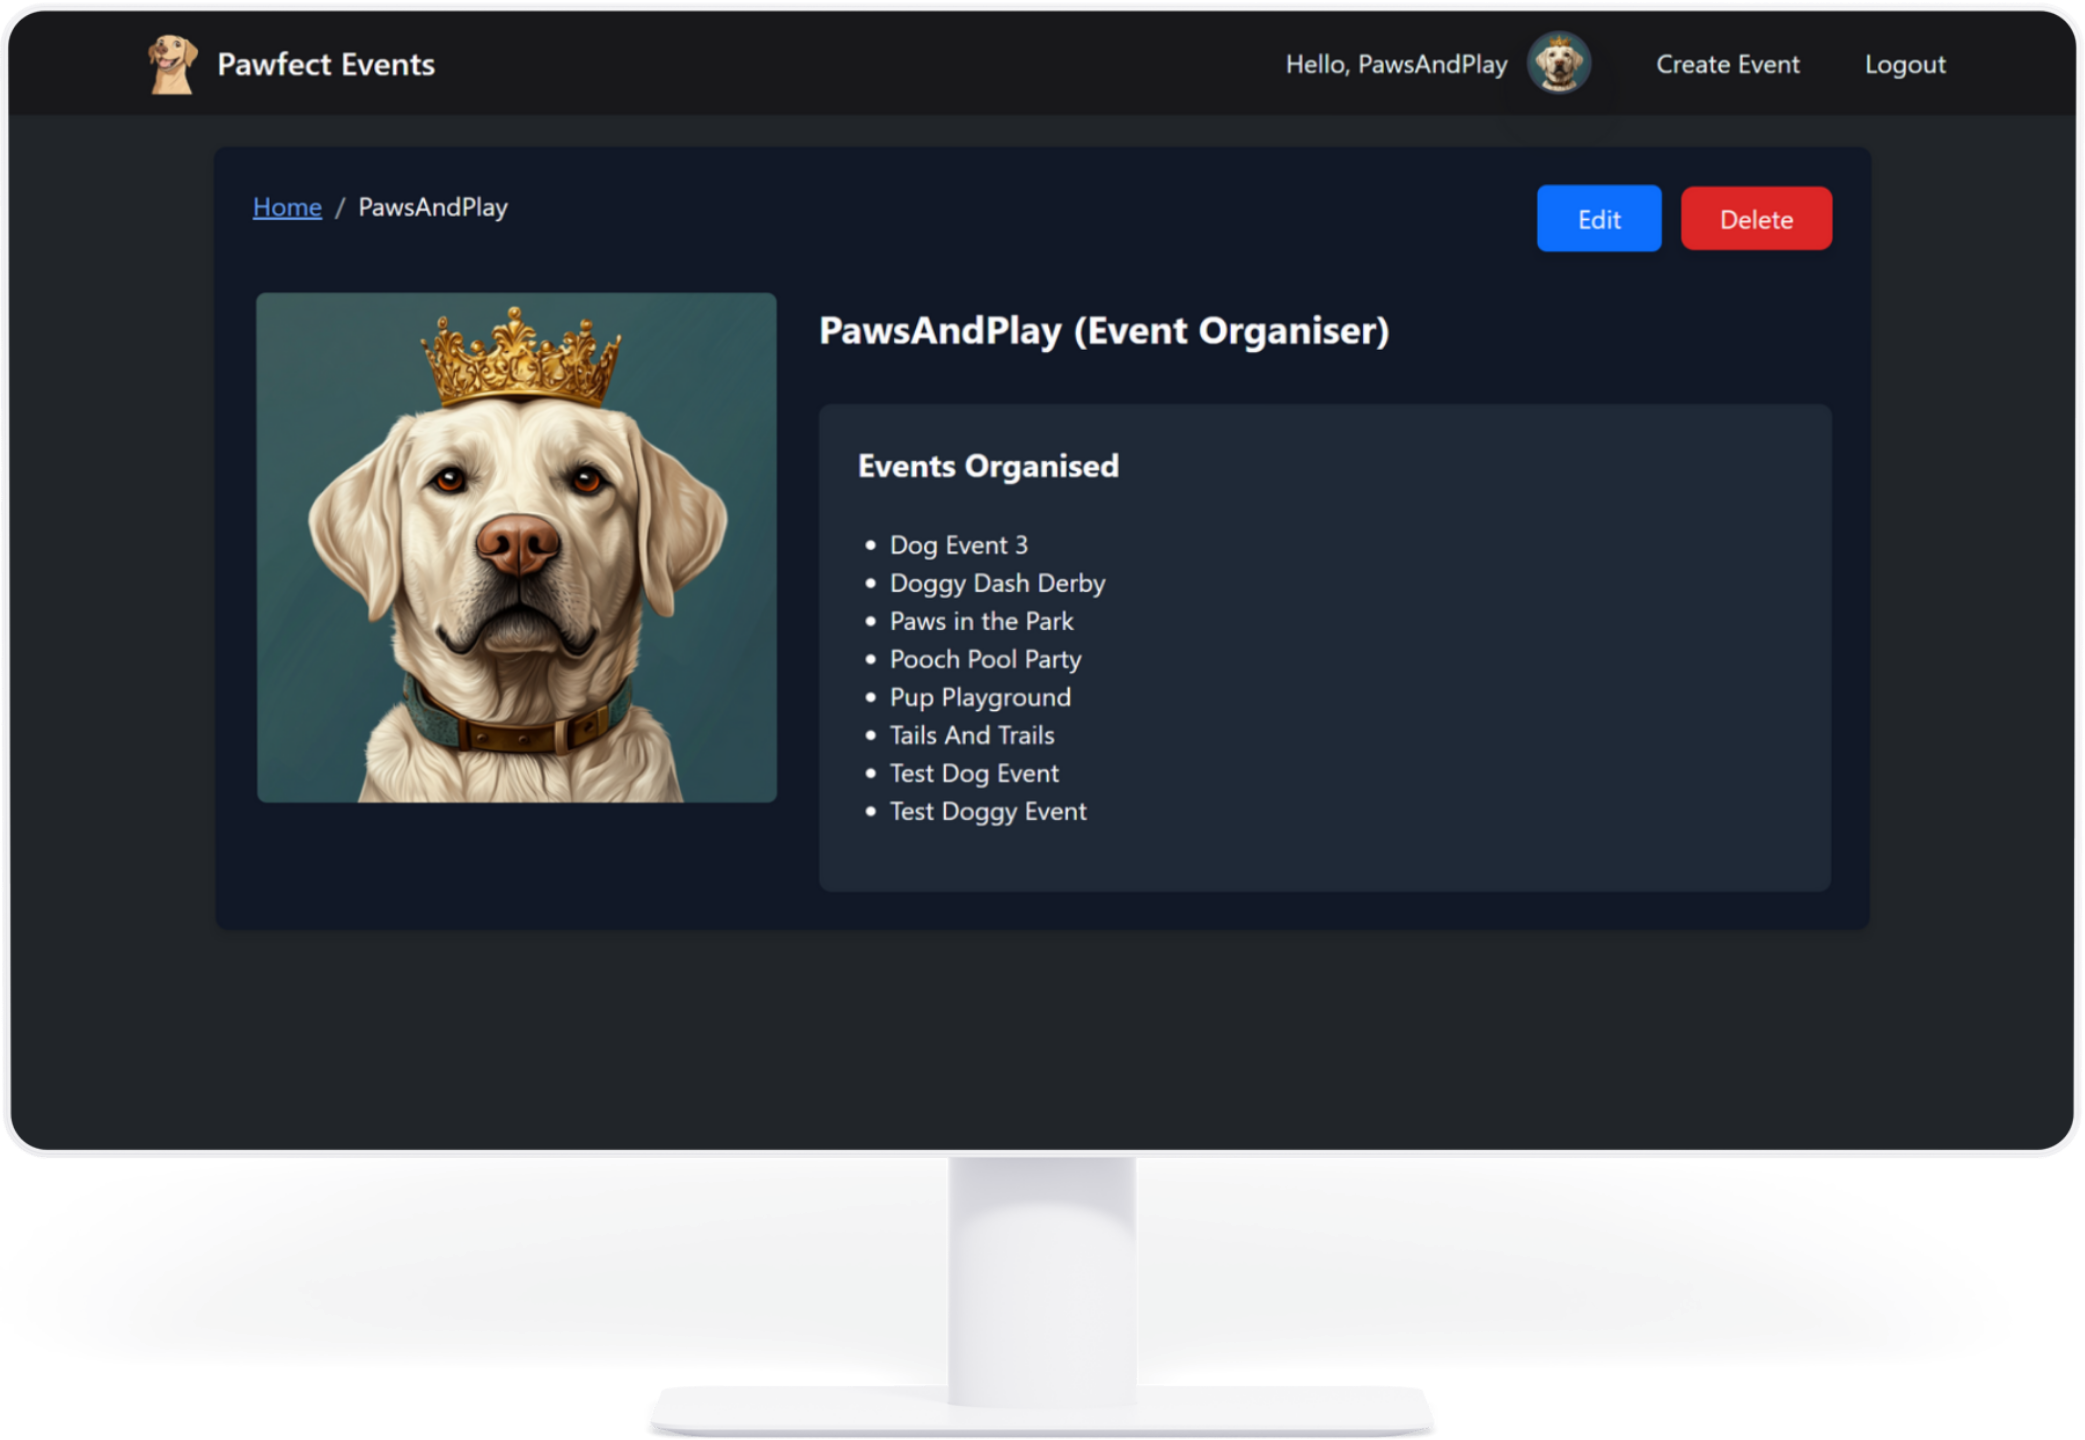 Pawfect Events
Hello, PawsAndPlay
Create Event
Logout
Home / PawsAndPlay
Edit
Delete
PawsAndPlay (Event Organiser)
Events Organised
• Dog Event 3
• Doggy Dash Derby
• Paws in the Park
• Pooch Pool Party
• Pup Playground
• Tails And Trails
• Test Dog Event
• Test Doggy Event